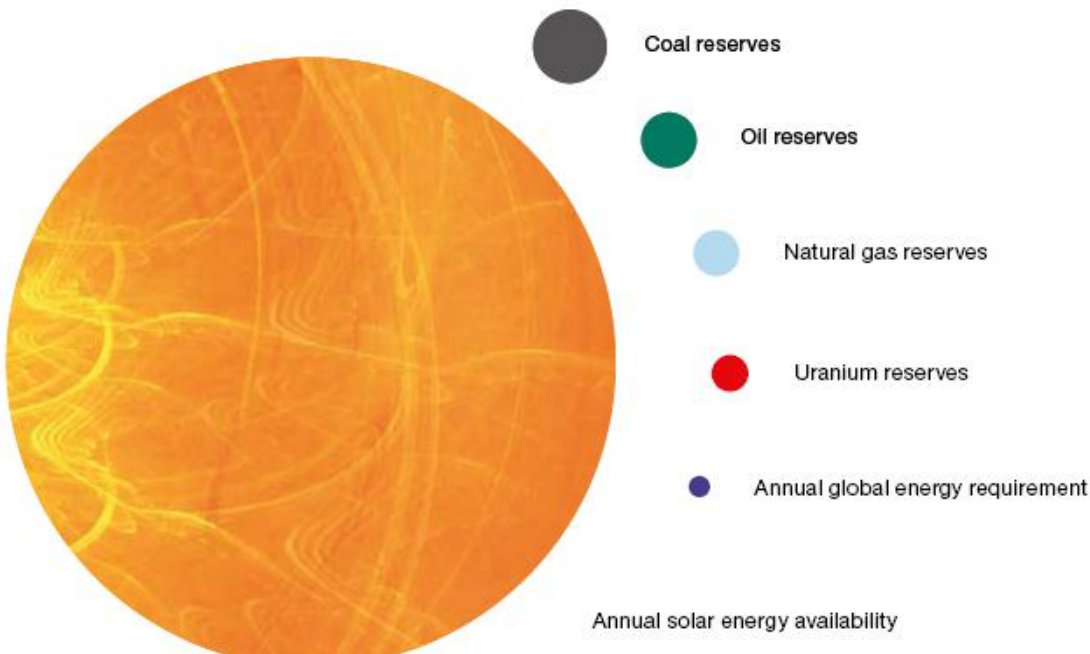 Coal reserves
Oil reserves
Natural gas reserves
Uranium reserves
Annual global energy requirement
Annual solar energy availability